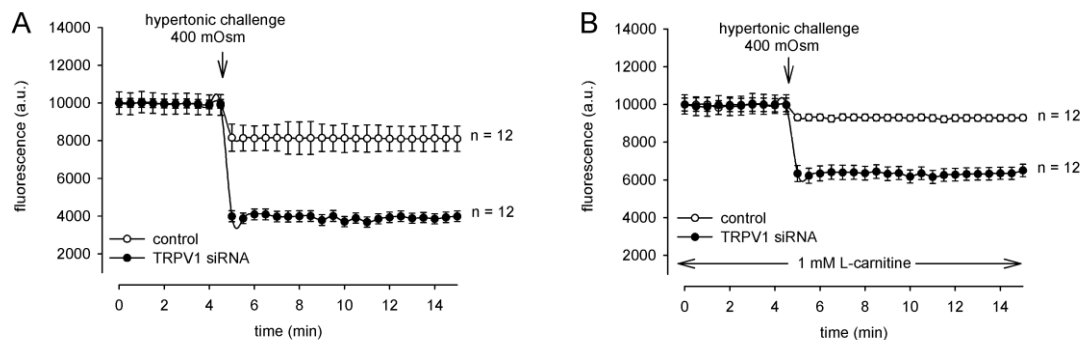 A
hypertonic challenge
400 mOsm
14000
12000
10000
8000
6000
4000
2000
fluorescence (a.u.)
n = 12
n = 12
control
TRPV1 siRNA
0 2 4 6 8 10 12 14
time (min)
B
hypertonic challenge
400 mOsm
14000
12000
10000
8000
6000
4000
2000
fluorescence (a.u.)
n = 12
n = 12
control
TRPV1 siRNA
1 mM L-carnitine
0 2 4 6 8 10 12 14
time (min)